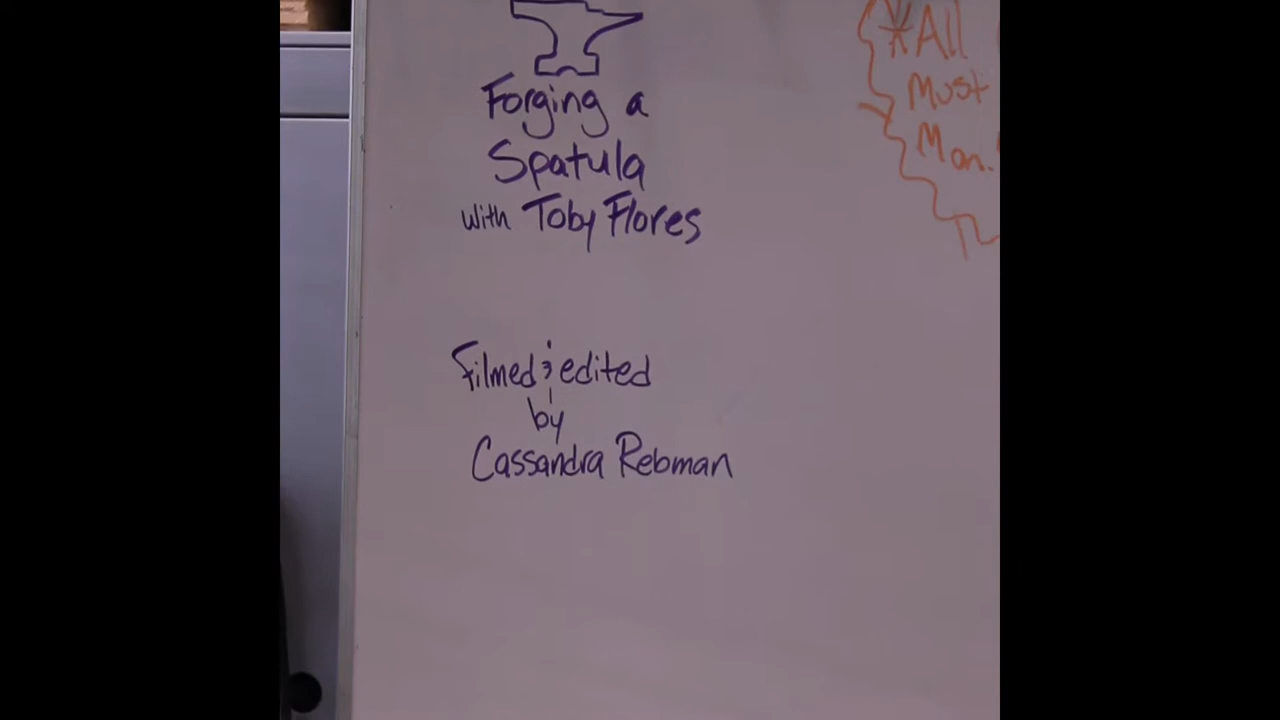 Forging a
Spatula
with Toby Flores
Filmed & edited
by
Cassandra Rebman
*All
Must
Mon.